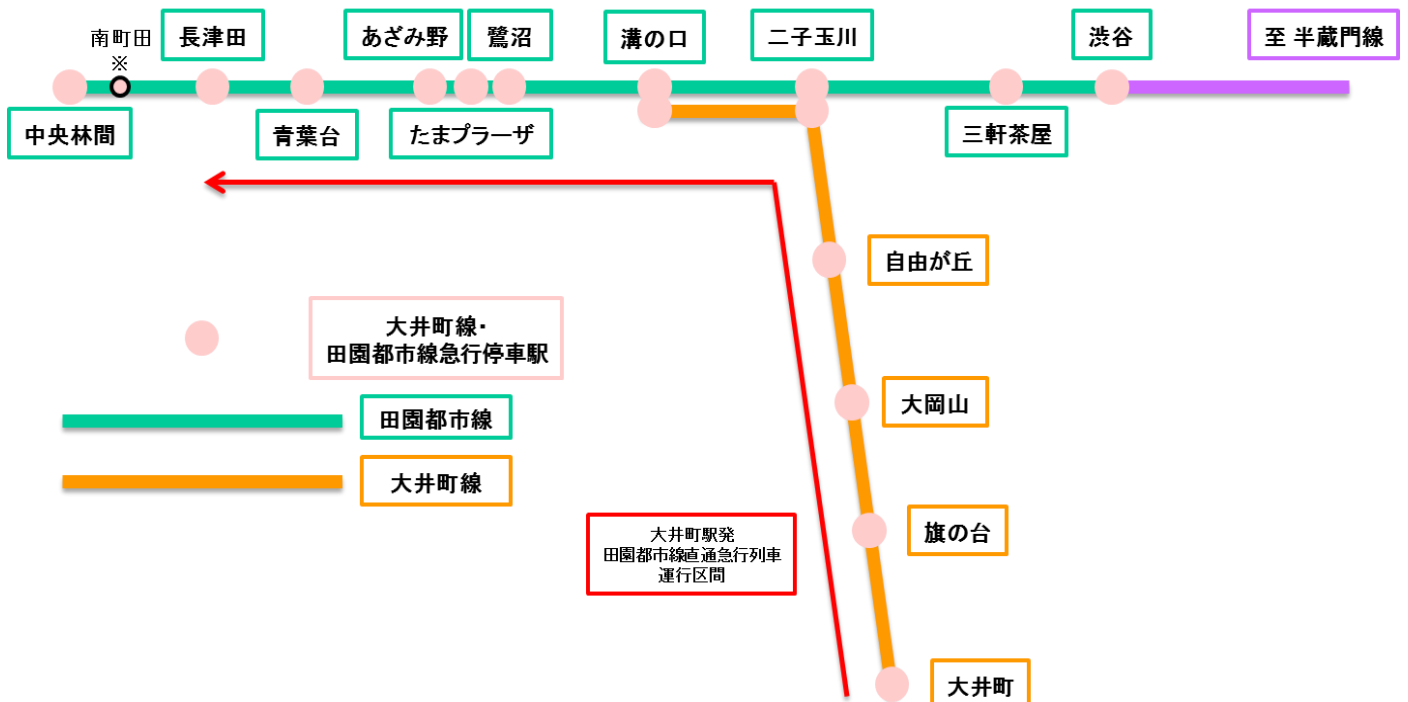 南町田
※
長津田
あざみ野
鷺沼
溝の口
二子玉川
渋谷
至 半蔵門線
中央林間
青葉台
たまプラーザ
三軒茶屋
自由が丘
大井町線・
田園都市線急行停車駅
大岡山
田園都市線
大井町線
旗の台
大井町駅発
田園都市線直通急行列車
運行区間
大井町